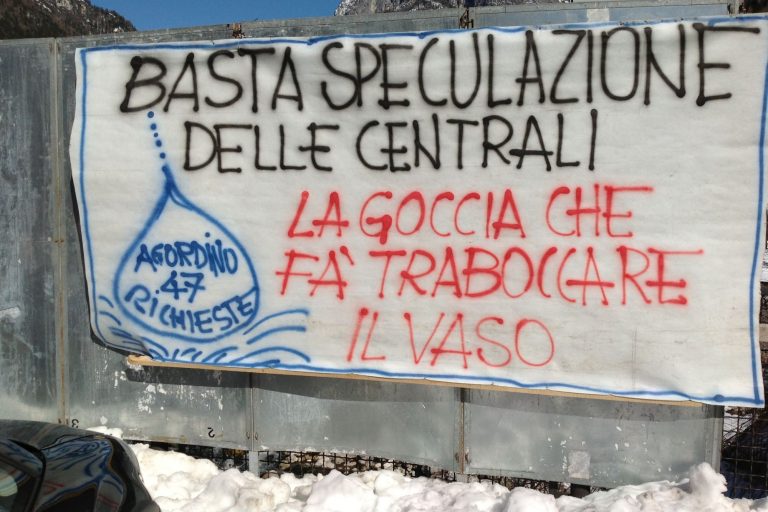 BASTA SPECULAZIONE
DELLE CENTRALI
LA GOCCIA CHE
FÀ TRABOCCARE
IL VASO
AGORDINO
47
RICHIESTE